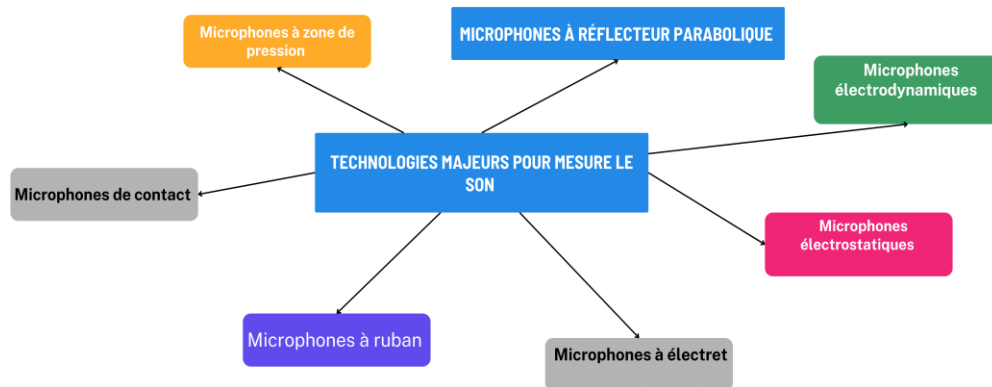 Microphones à zone de
pression
MICROPHONES À RÉFLECTEUR PARABOLIQUE
Microphones
électrodynamiques
TECHNOLOGIES MAJEURS POUR MESURE LE
SON
Microphones de contact
Microphones
électrostatiques
Microphones à ruban
Microphones à électret